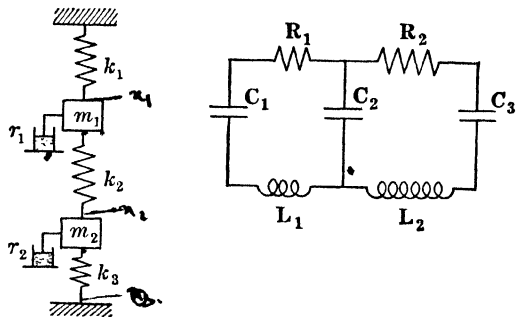 k₁
x₁
m₁
r₁
k₂
x₂
m₂
r₂
k₃
R₁
R₂
C₁
C₂
C₃
L₁
L₂